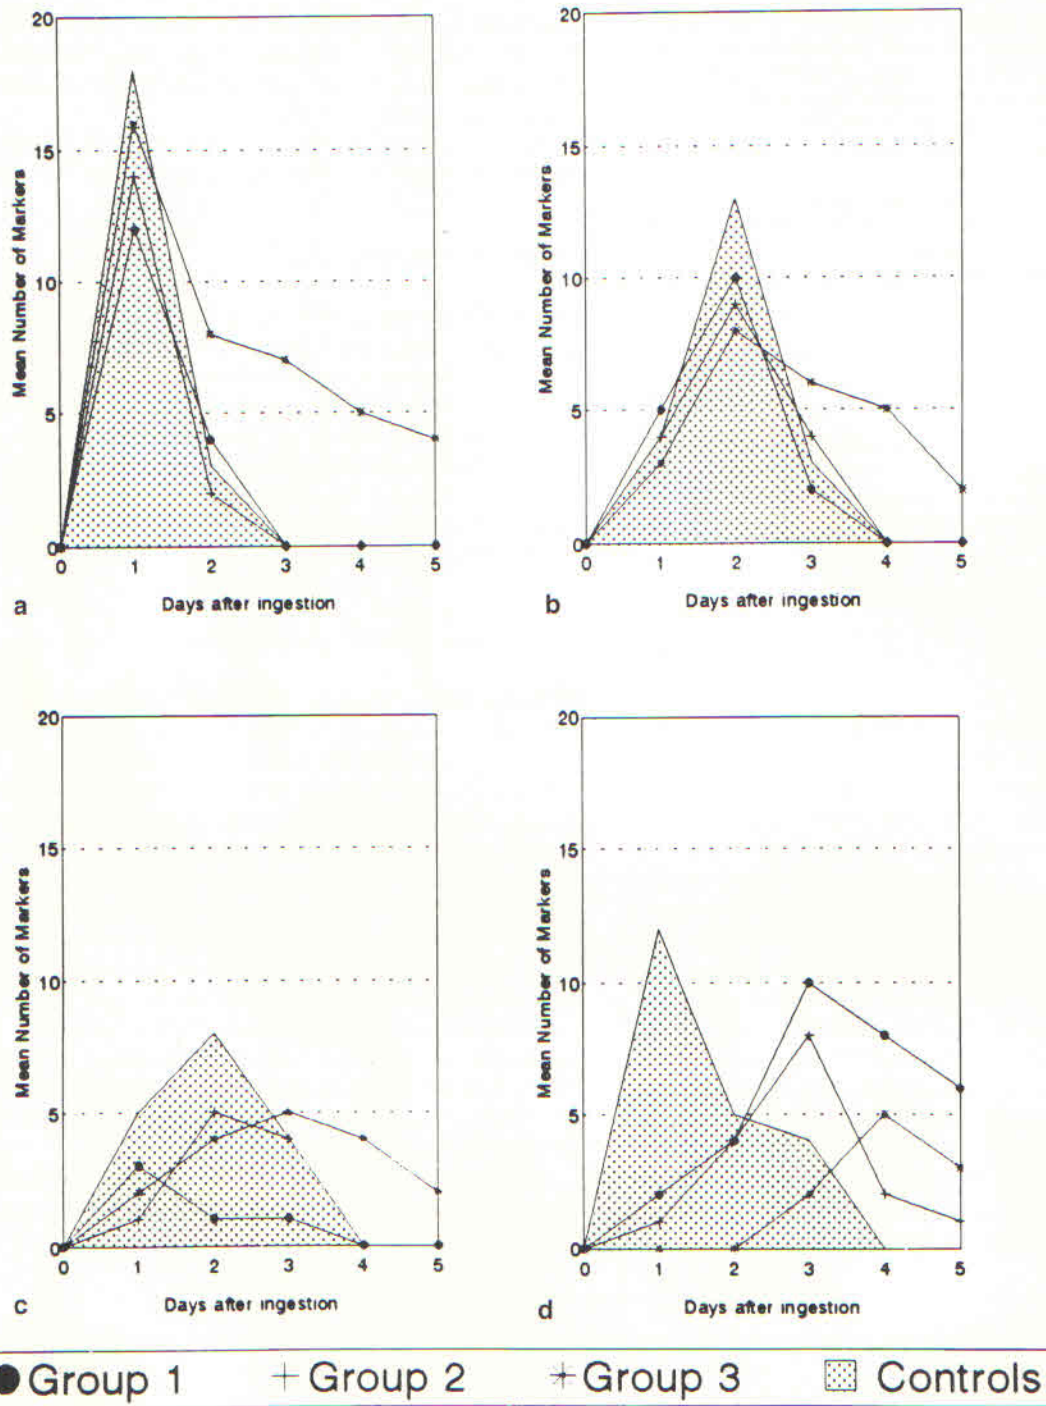 20
15
10
5
0
Mean Number of Markers
0 1 2 3 4 5
Days after ingestion
a
20
15
10
5
0
Mean Number of Markers
0 1 2 3 4 5
Days after ingestion
b
20
15
10
5
0
Mean Number of Markers
0 1 2 3 4 5
Days after ingestion
c
20
15
10
5
0
Mean Number of Markers
0 1 2 3 4 5
Days after ingestion
d
Group 1 Group 2 Group 3 Controls